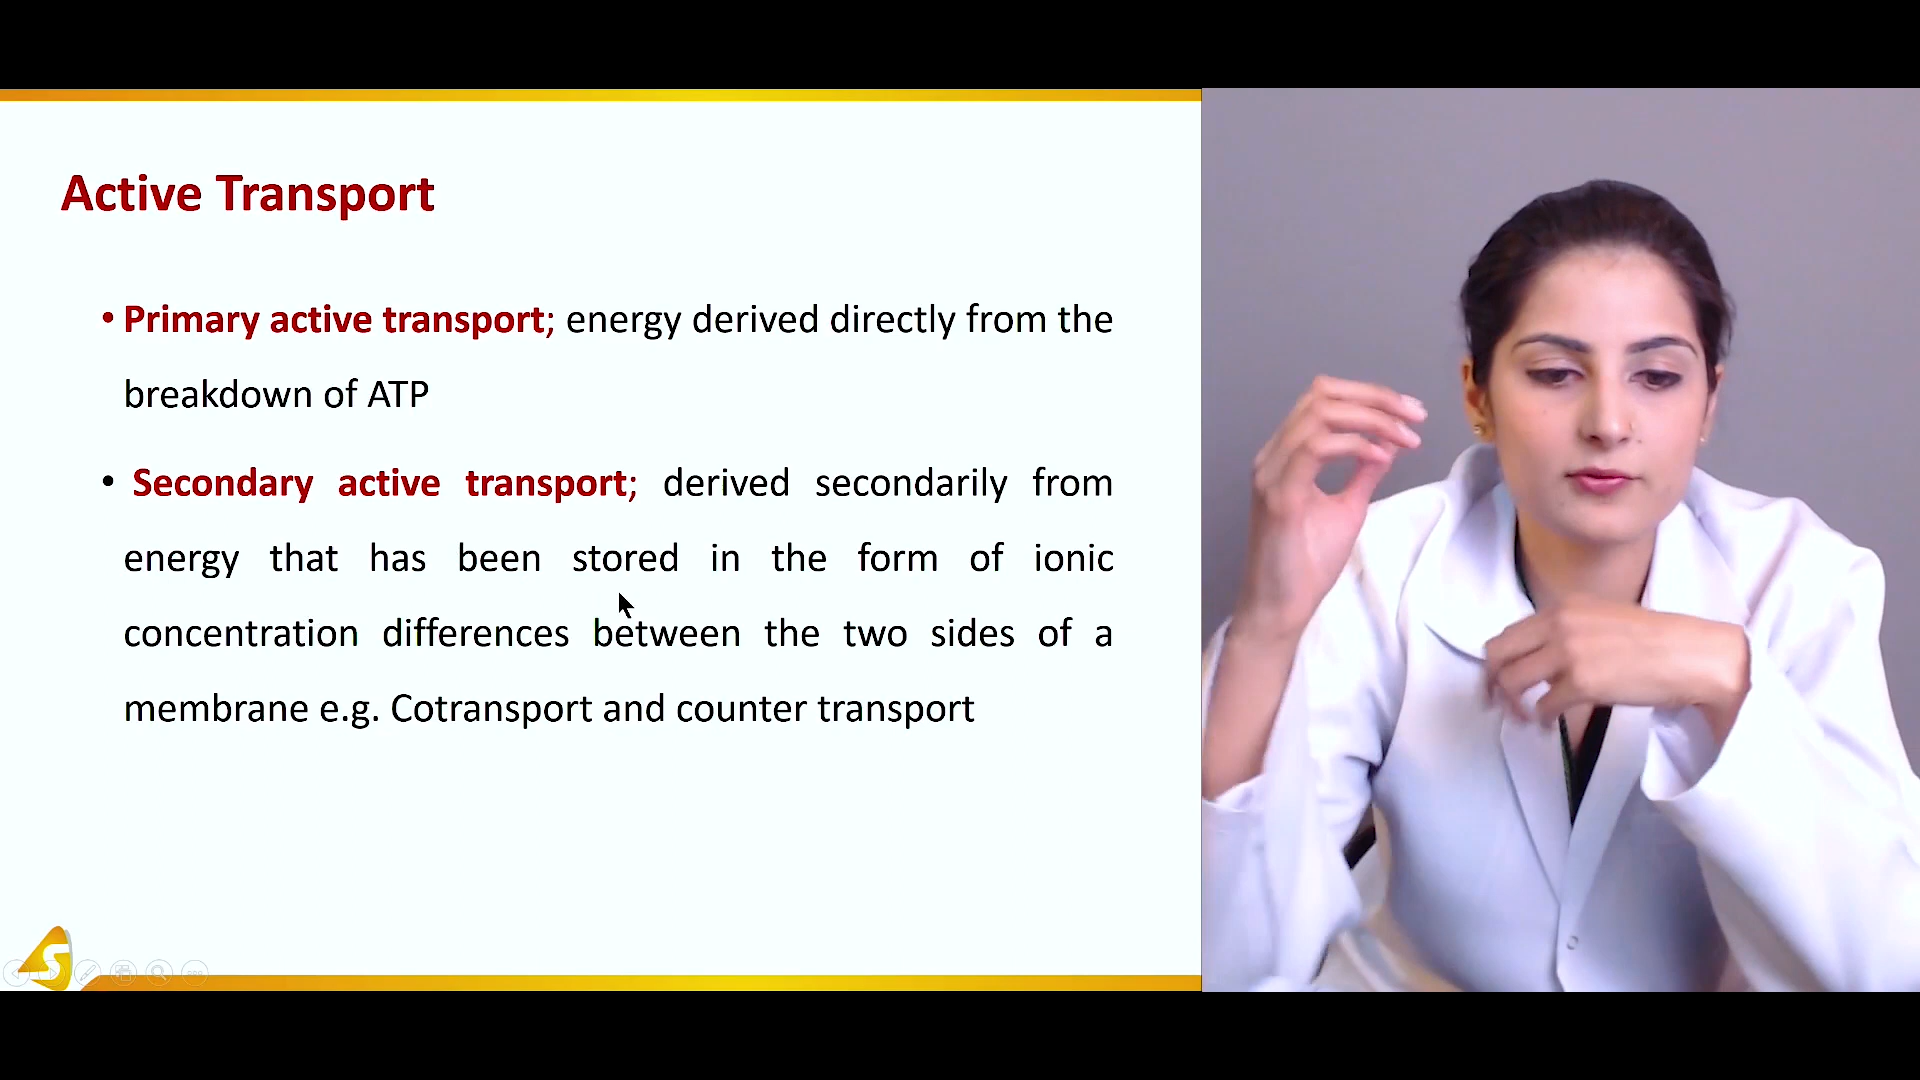 Active Transport
• Primary active transport; energy derived directly from the
breakdown of ATP
• Secondary active transport; derived secondarily from
energy that has been stored in the form of ionic
concentration differences between the two sides of a
membrane e.g. Cotransport and counter transport
S